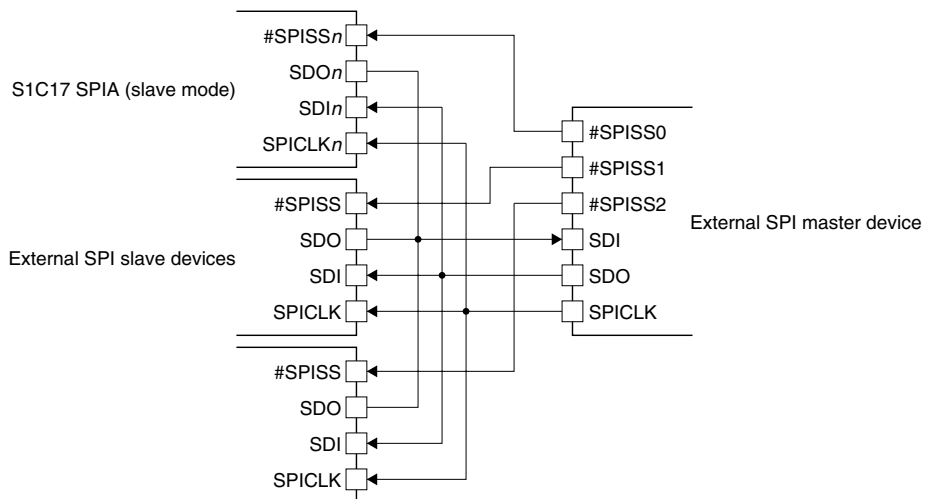 #SPISSn
SDOn
S1C17 SPIA (slave mode)
SDIn
SPICLKn
#SPISS
SDO
External SPI slave devices
SDI
SPICLK
#SPISS
SDO
SDI
SPICLK
#SPISS0
#SPISS1
#SPISS2
External SPI master device
SDI
SDO
SPICLK